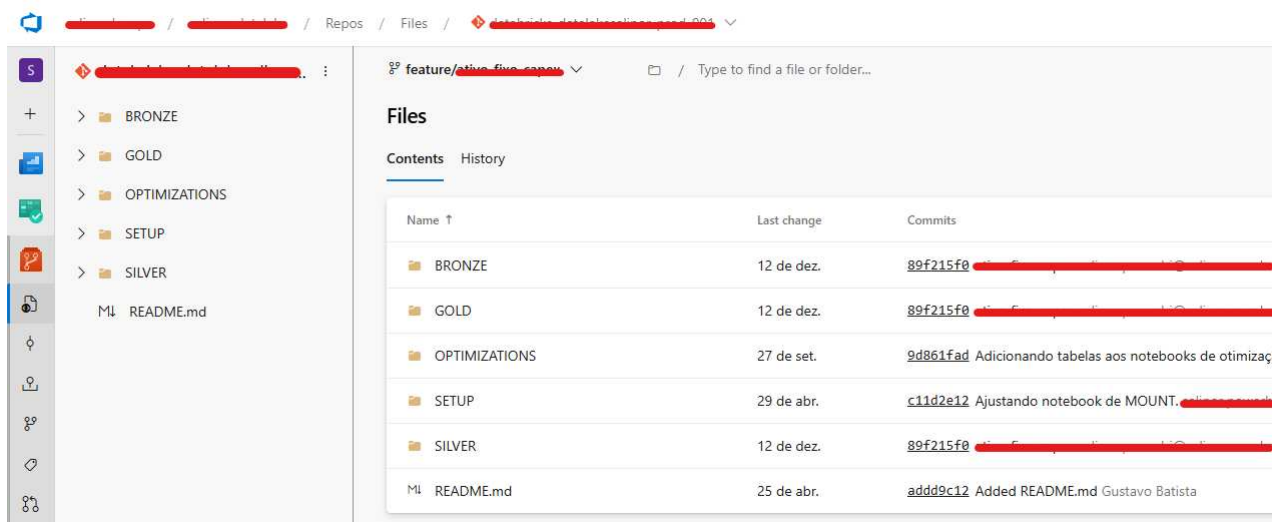 / / Repos / Files /
S
feature/
/ Type to find a file or folder...
BRONZE
GOLD
OPTIMIZATIONS
SETUP
SILVER
README.md
Files
Contents History
Name ↑ Last change Commits
BRONZE 12 de dez. 89f215f0
GOLD 12 de dez. 89f215f0
OPTIMIZATIONS 27 de set. 9d861fad Adicionando tabelas aos notebooks de otimizaç
SETUP 29 de abr. c11d2e12 Ajustando notebook de MOUNT.
SILVER 12 de dez. 89f215f0
README.md 25 de abr. addd9c12 Added README.md Gustavo Batista